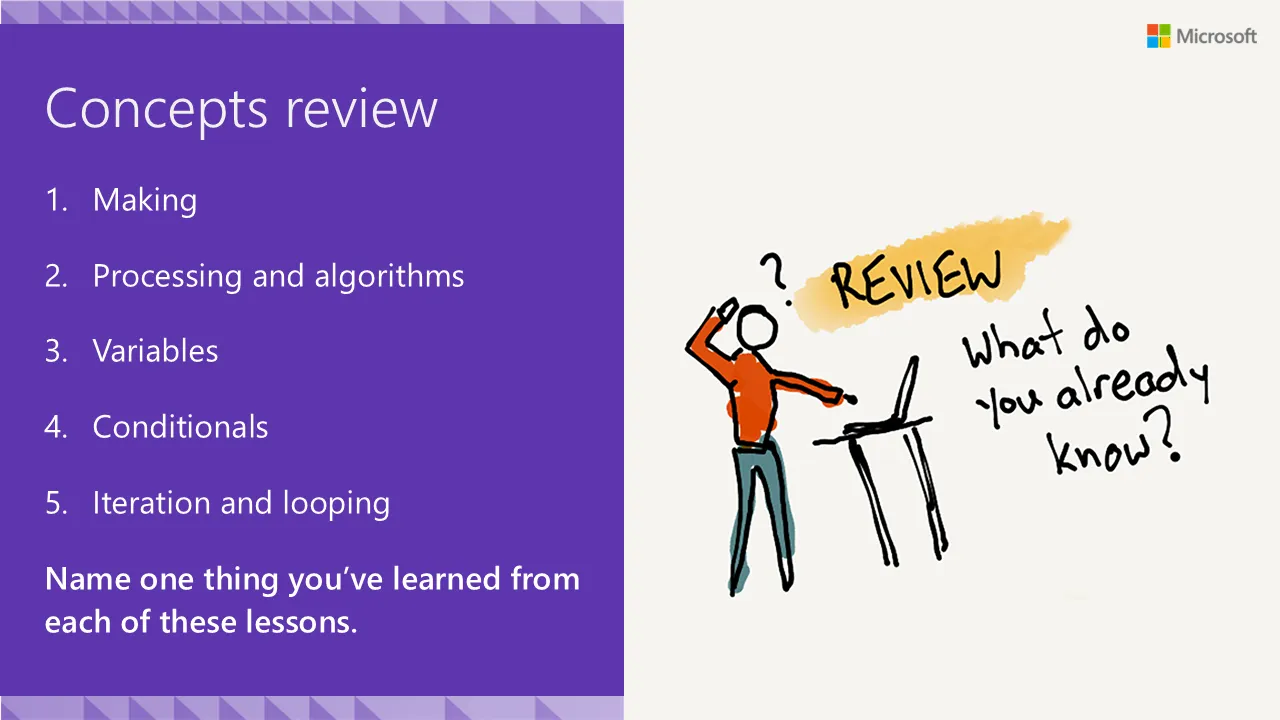 Concepts review
1. Making
2. Processing and algorithms
3. Variables
4. Conditionals
5. Iteration and looping
Name one thing you’ve learned from
each of these lessons.
Microsoft
?
REVIEW
What do
you already
know?